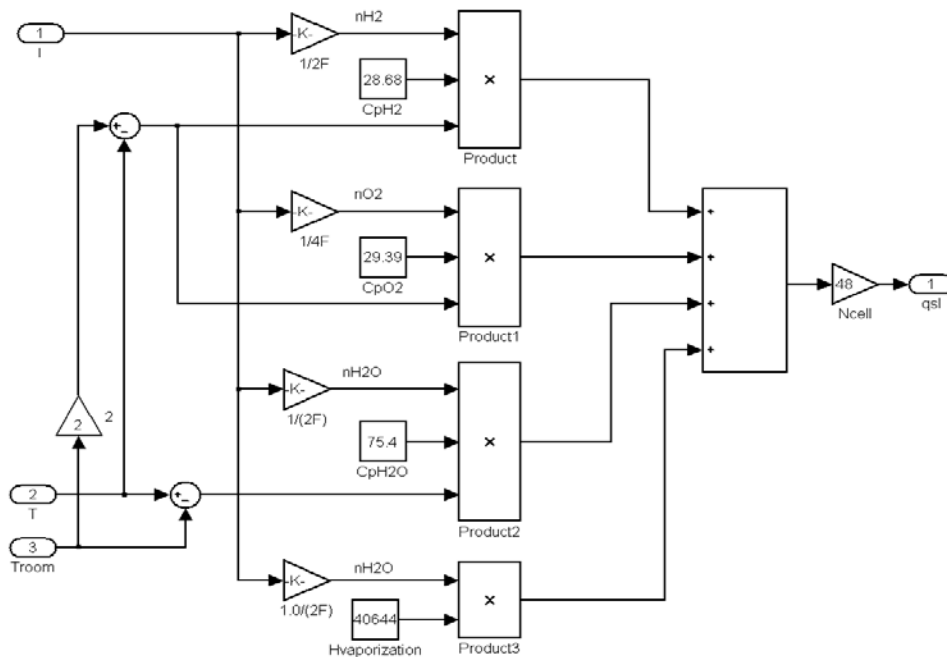 1
I
-K-
1/2F
nH2
28.68
CpH2
×
Product
+
-
-K-
1/4F
nO2
29.39
CpO2
×
Product1
+
+
+
+
48
Ncell
1
qsl
2
2
-K-
1/(2F)
nH2O
75.4
CpH2O
×
Product2
2
T
+
-
3
Troom
-K-
1.0/(2F)
nH2O
40644
Hvaporization
×
Product3